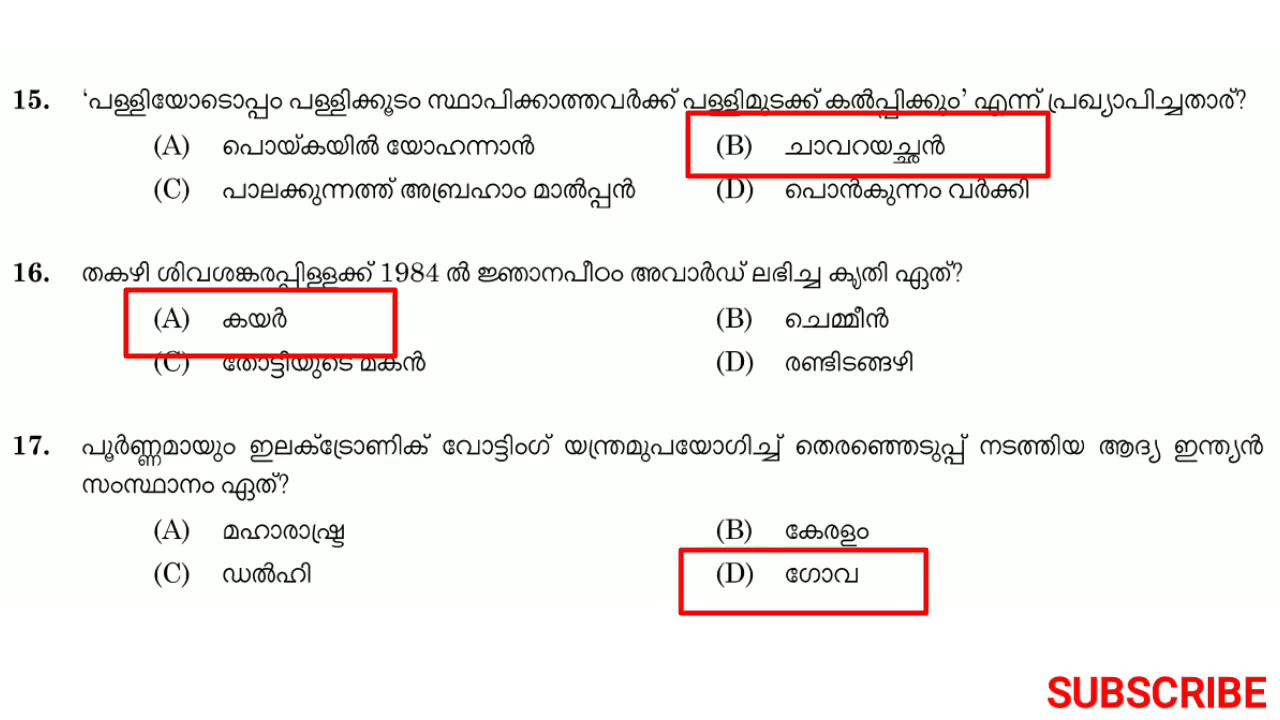 15. ‘പള്ളിയോടൊപ്പം പള്ളിക്കൂടം സ്ഥാപിക്കാത്തവർക്ക് പള്ളിമുടക്ക് കൽപ്പിക്കും’ എന്ന് പ്രഖ്യാപിച്ചതാര്?
(A) പൊയ്കയിൽ യോഹന്നാൻ (B) ചാവറയച്ഛൻ
(C) പാലക്കുന്നത്ത് അബ്രഹാം മാൽപ്പൻ (D) പൊൻകുന്നം വർക്കി
16. തകഴി ശിവശങ്കരപ്പിള്ളക്ക് 1984 ൽ ജ്ഞാനപീഠം അവാർഡ് ലഭിച്ച കൃതി ഏത്?
(A) കയർ (B) ചെമ്മീൻ
(C) തോട്ടിയുടെ മകൻ (D) രണ്ടിടങ്ങഴി
17. പൂർണ്ണമായും ഇലക്ട്രോണിക് വോട്ടിംഗ് യന്ത്രമുപയോഗിച്ച് തെരഞ്ഞെടുപ്പ് നടത്തിയ ആദ്യ ഇന്ത്യൻ
സംസ്ഥാനം ഏത്?
(A) മഹാരാഷ്ട്ര (B) കേരളം
(C) ഡൽഹി (D) ഗോവ
SUBSCRIBE